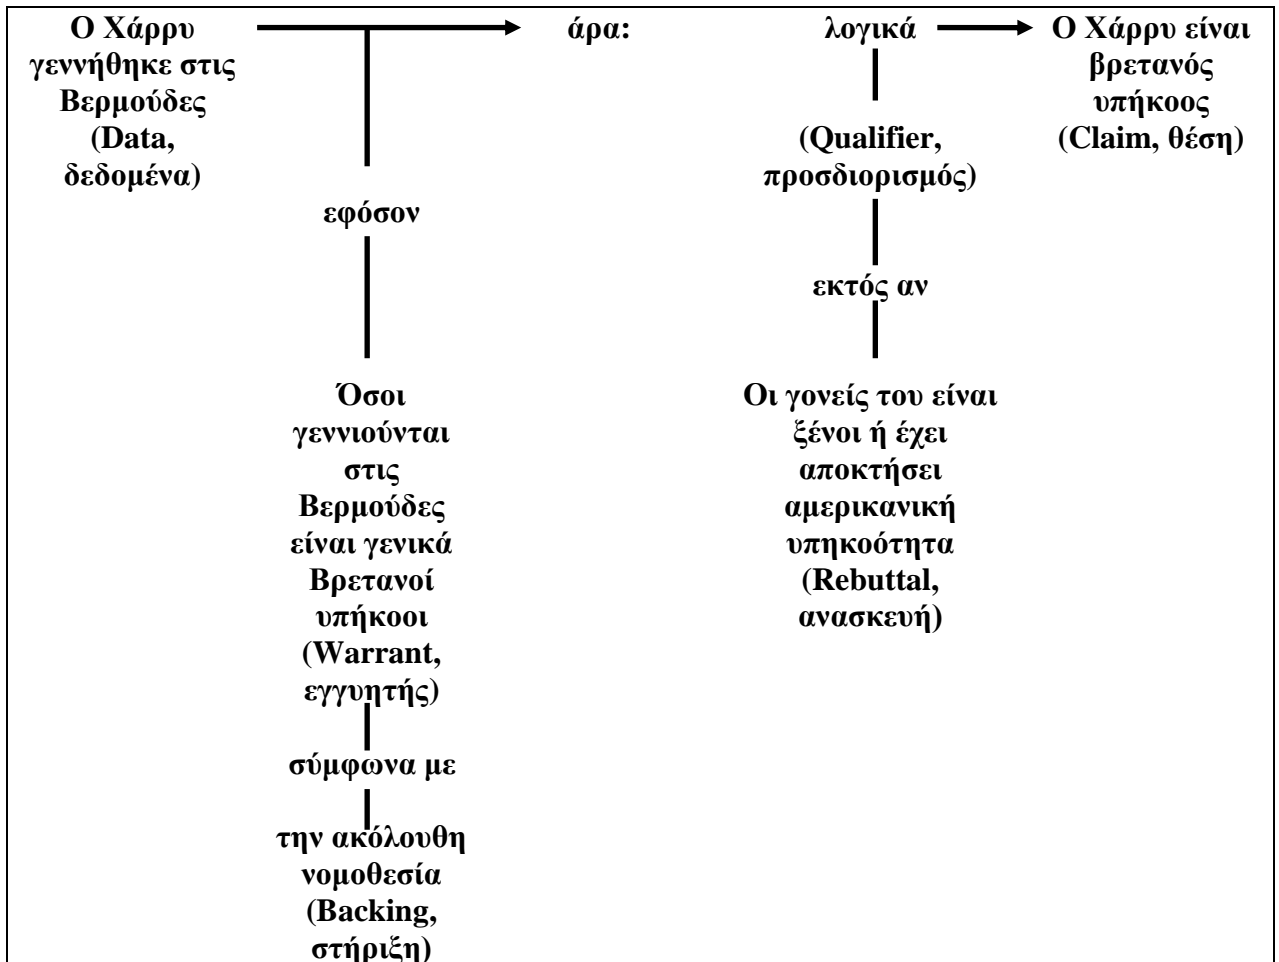 Ο Χάρρυ
γεννήθηκε στις
Βερμούδες
(Data,
δεδομένα)
άρα:
λογικά
(Qualifier,
προσδιορισμός)
Ο Χάρρυ είναι
βρετανός
υπήκοος
(Claim, θέση)
εφόσον
εκτός αν
Όσοι
γεννιούνται
στις
Βερμούδες
είναι γενικά
Βρετανοί
υπήκοοι
(Warrant,
εγγυητής)
Οι γονείς του είναι
ξένοι ή έχει
αποκτήσει
αμερικανική
υπηκοότητα
(Rebuttal,
ανασκευή)
σύμφωνα με
την ακόλουθη
νομοθεσία
(Backing,
στήριξη)